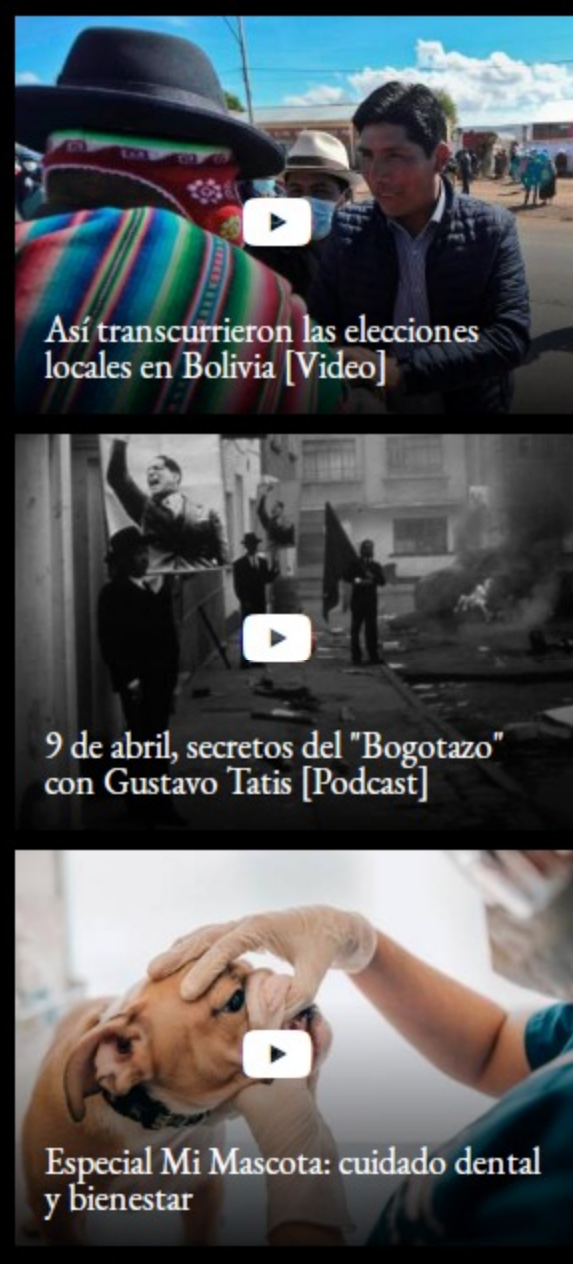 Así transcurrieron las elecciones
locales en Bolivia [Video]
9 de abril, secretos del "Bogotazo"
con Gustavo Tatis [Podcast]
Especial Mi Mascota: cuidado dental
y bienestar